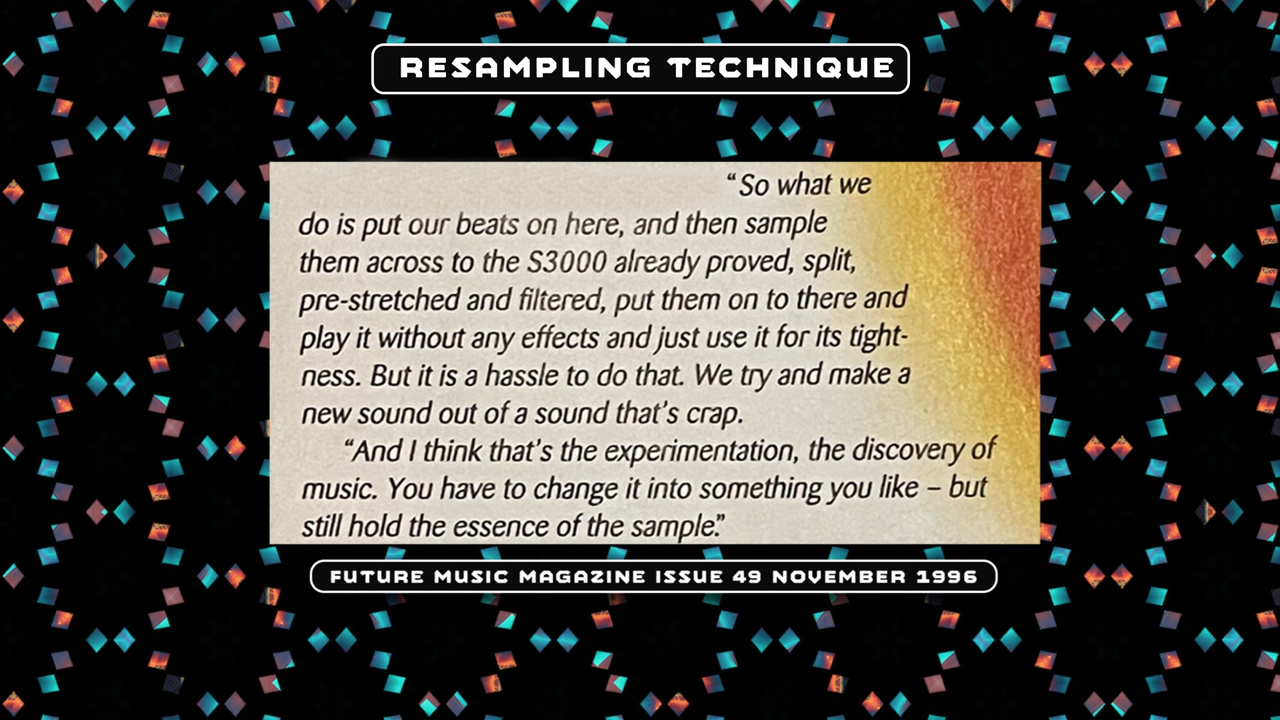 RESAMPLING TECHNIQUE
“So what we
do is put our beats on here, and then sample
them across to the S3000 already proved, split,
pre-stretched and filtered, put them on to there and
play it without any effects and just use it for its tight-
ness. But it is a hassle to do that. We try and make a
new sound out of a sound that’s crap.
“And I think that’s the experimentation, the discovery of
music. You have to change it into something you like – but
still hold the essence of the sample.”
FUTURE MUSIC MAGAZINE ISSUE 49 NOVEMBER 1996